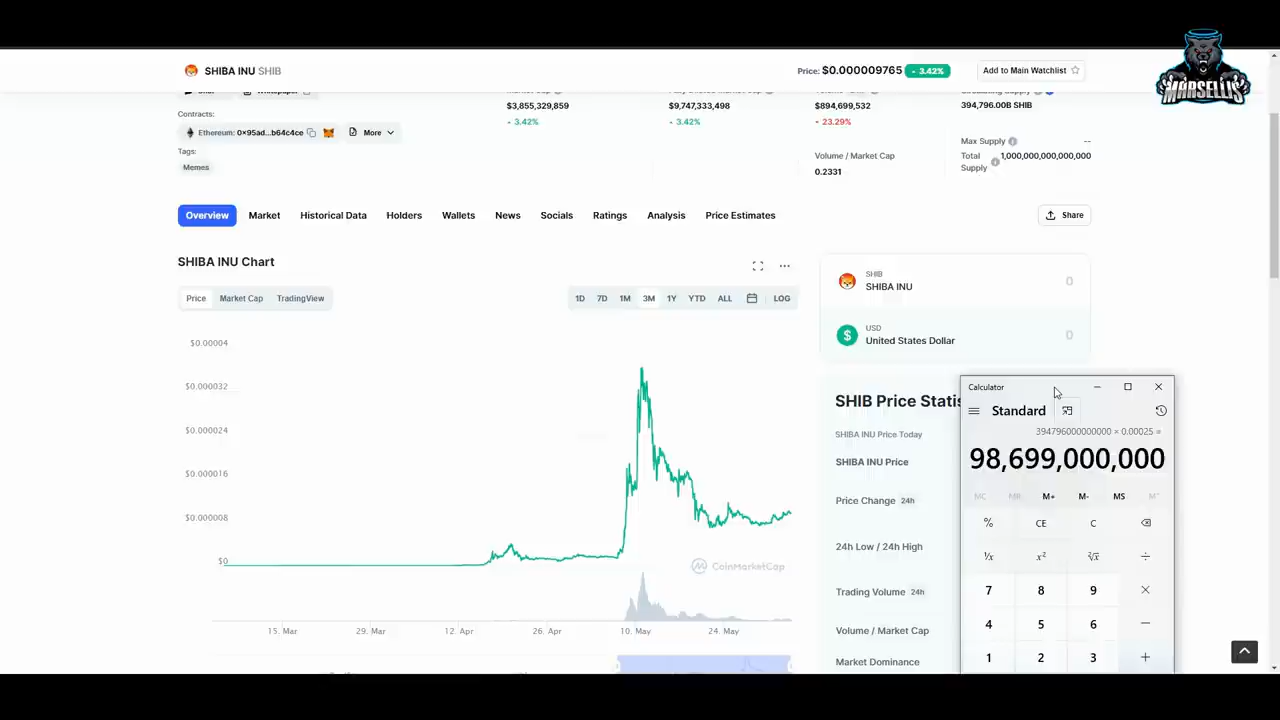 MARSELLIS
SHIBA INU SHIB
Price: $0.000009765
3.42%
Add to Main Watchlist
$3,855,329,859
$9,747,333,498
$894,699,532
394,796.00B SHIB
3.42%
3.42%
23.29%
Contracts:
Ethereum: 0x95ad...b64c4ce
More
Volume / Market Cap
0.2331
Max Supply
--
Total Supply
1,000,000,000,000,000
Tags:
Memes
Overview
Market
Historical Data
Holders
Wallets
News
Socials
Ratings
Analysis
Price Estimates
Share
SHIBA INU Chart
Price
Market Cap
TradingView
1D
7D
1M
3M
1Y
YTD
ALL
LOG
SHIB
SHIBA INU
0
USD
United States Dollar
0
$0.00004
$0.000032
$0.000024
$0.000016
$0.000008
$0
CoinMarketCap
15. Mar
29. Mar
12. Apr
26. Apr
10. May
24. May
SHIB Price Statis
SHIBA INU Price Today
SHIBA INU Price
Price Change 24h
24h Low / 24h High
Trading Volume 24h
Volume / Market Cap
Market Dominance
Calculator
Standard
394796000000000 × 0.00025 =
98,699,000,000
MC
MR
M+
M-
MS
M˅
%
CE
C
¹/x
x²
²√x
÷
7
8
9
×
4
5
6
−
1
2
3
+